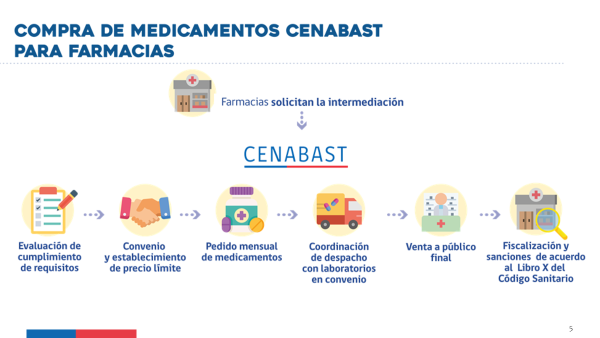 COMPRA DE MEDICAMENTOS CENABAST
PARA FARMACIAS
Farmacias solicitan la intermediación
CENABAST
Evaluación de
cumplimiento
de requisitos
Convenio
y establecimiento
de precio límite
Pedido mensual
de medicamentos
Coordinación
de despacho
con laboratorios
en convenio
Venta a público
final
Fiscalización y
sanciones de acuerdo
al Libro X del
Código Sanitario
5